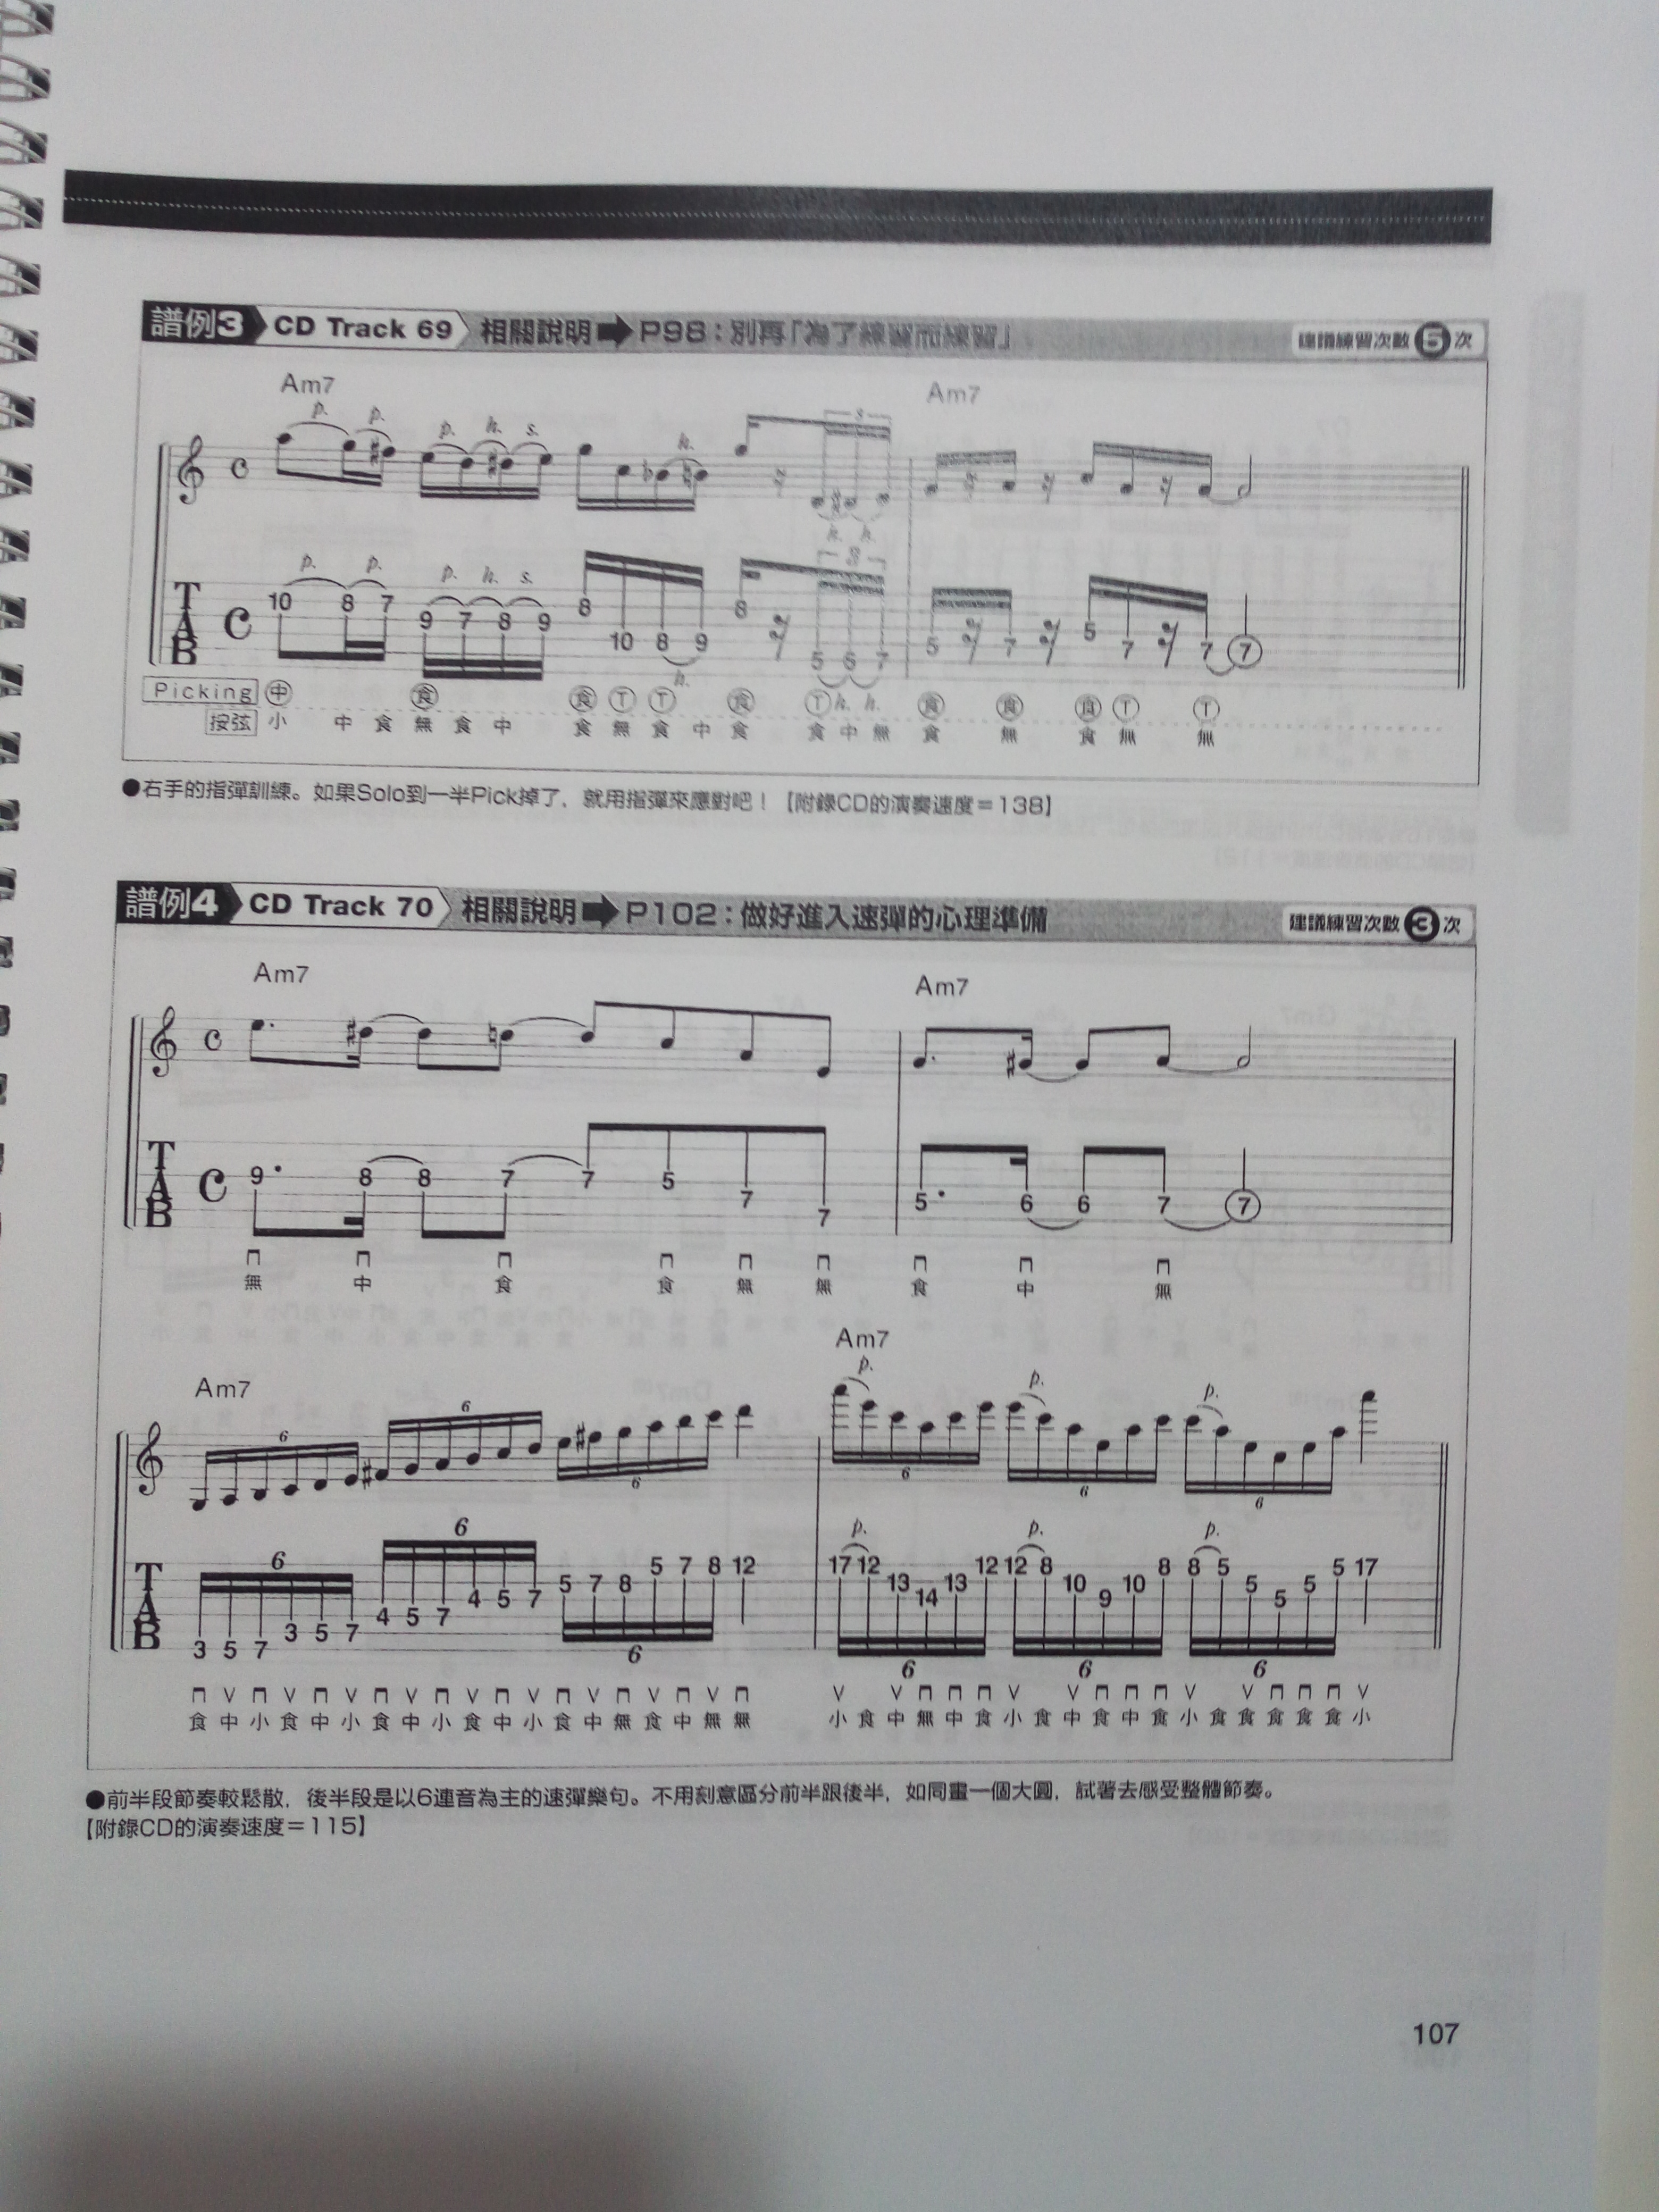 譜例3 CD Track 69 相關說明➡P98：別再「為了練習而練習」 建議練習次數 5 次
Am7 Am7
p. p. p. h. s. h. 3
h. h.
p. p. p. h. s. 3
T A B C 10 8 7 9 7 8 9 8 10 8 9 8 5 6 7 5 7 5 7 7 7
h.
Picking 中 食 食 T T 食 T h. h. 食 食 食 T T
按弦 小 中 食 無 食 中 食 無 食 中 食 食 中 無 食 無 食 無 無
●右手的指彈訓練。如果Solo到一半Pick掉了，就用指彈來應對吧！【附錄CD的演奏速度＝138】
譜例4 CD Track 70 相關說明➡P102：做好進入速彈的心理準備 建議練習次數 3 次
Am7 Am7
T A B C 9 8 8 7 7 5 7 7 5 6 6 7 7
無 中 食 食 無 無 食 中 無
Am7 Am7
6 6 6 p. 6 p. 6 p. 6
6 6 p. p. p.
T A B 3 5 7 3 5 7 4 5 7 4 5 7 5 7 8 5 7 8 12 17 12 13 14 13 12 12 8 10 9 10 8 8 5 5 5 5 5 17
6 6 6 6
V V V V V V V V V V V V V V V V
食 中 小 食 中 小 食 中 小 食 中 小 食 中 無 食 中 無 無 小 食 中 無 中 食 小 食 中 食 中 食 小 食 食 食 食 食 小
●前半段節奏較鬆散，後半段是以6連音為主的速彈樂句。不用刻意區分前半跟後半，如同畫一個大圓，試著去感受整體節奏。
【附錄CD的演奏速度＝115】
107